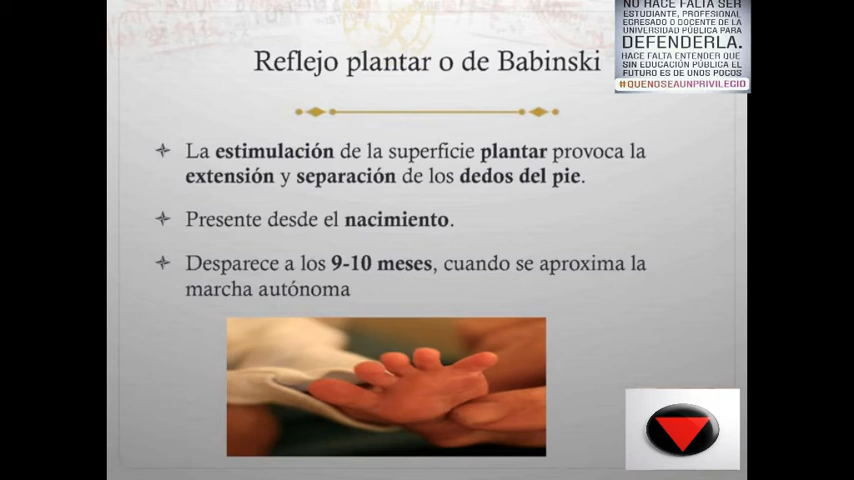 NO HACE FALTA SER
ESTUDIANTE, PROFESIONAL
EGRESADO O DOCENTE DE LA
UNIVERSIDAD PÚBLICA PARA
DEFENDERLA.
HACE FALTA ENTENDER QUE
SIN EDUCACIÓN PÚBLICA EL
FUTURO ES DE UNOS POCOS
#QUENOSEAUNPRIVILEGIO
Reflejo plantar o de Babinski
La estimulación de la superficie plantar provoca la
extensión y separación de los dedos del pie.
Presente desde el nacimiento.
Desparece a los 9-10 meses, cuando se aproxima la
marcha autónoma